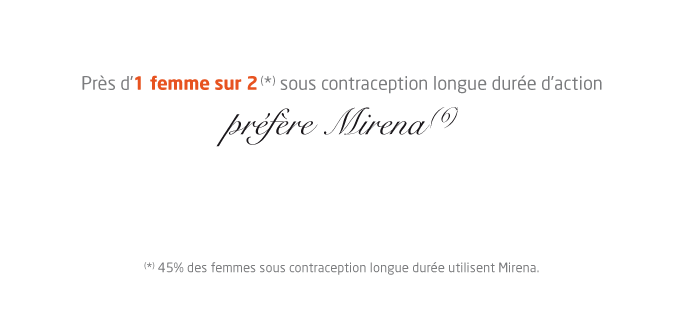 Près d'1 femme sur 2 (*) sous contraception longue durée d'action
préfère Mirena(6)
(*) 45% des femmes sous contraception longue durée utilisent Mirena.